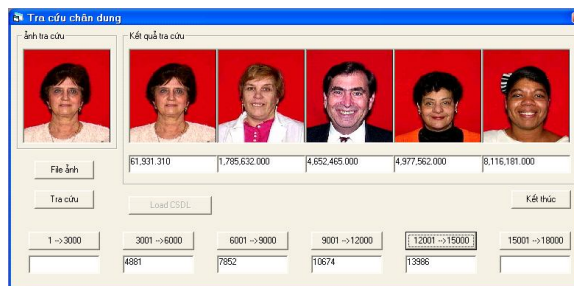 Tra cứu chân dung
ảnh tra cứu
Kết quả tra cứu
61,931.310 1,785,632.000 4,652,465.000 4,977,562.000 8,116,181.000
File ảnh
Tra cứu
Load CSDL
Kết thúc
1 -->3000 3001 -->6000 6001 -->9000 9001 -->12000 12001 -->15000 15001 -->18000
4881 7852 10674 13986